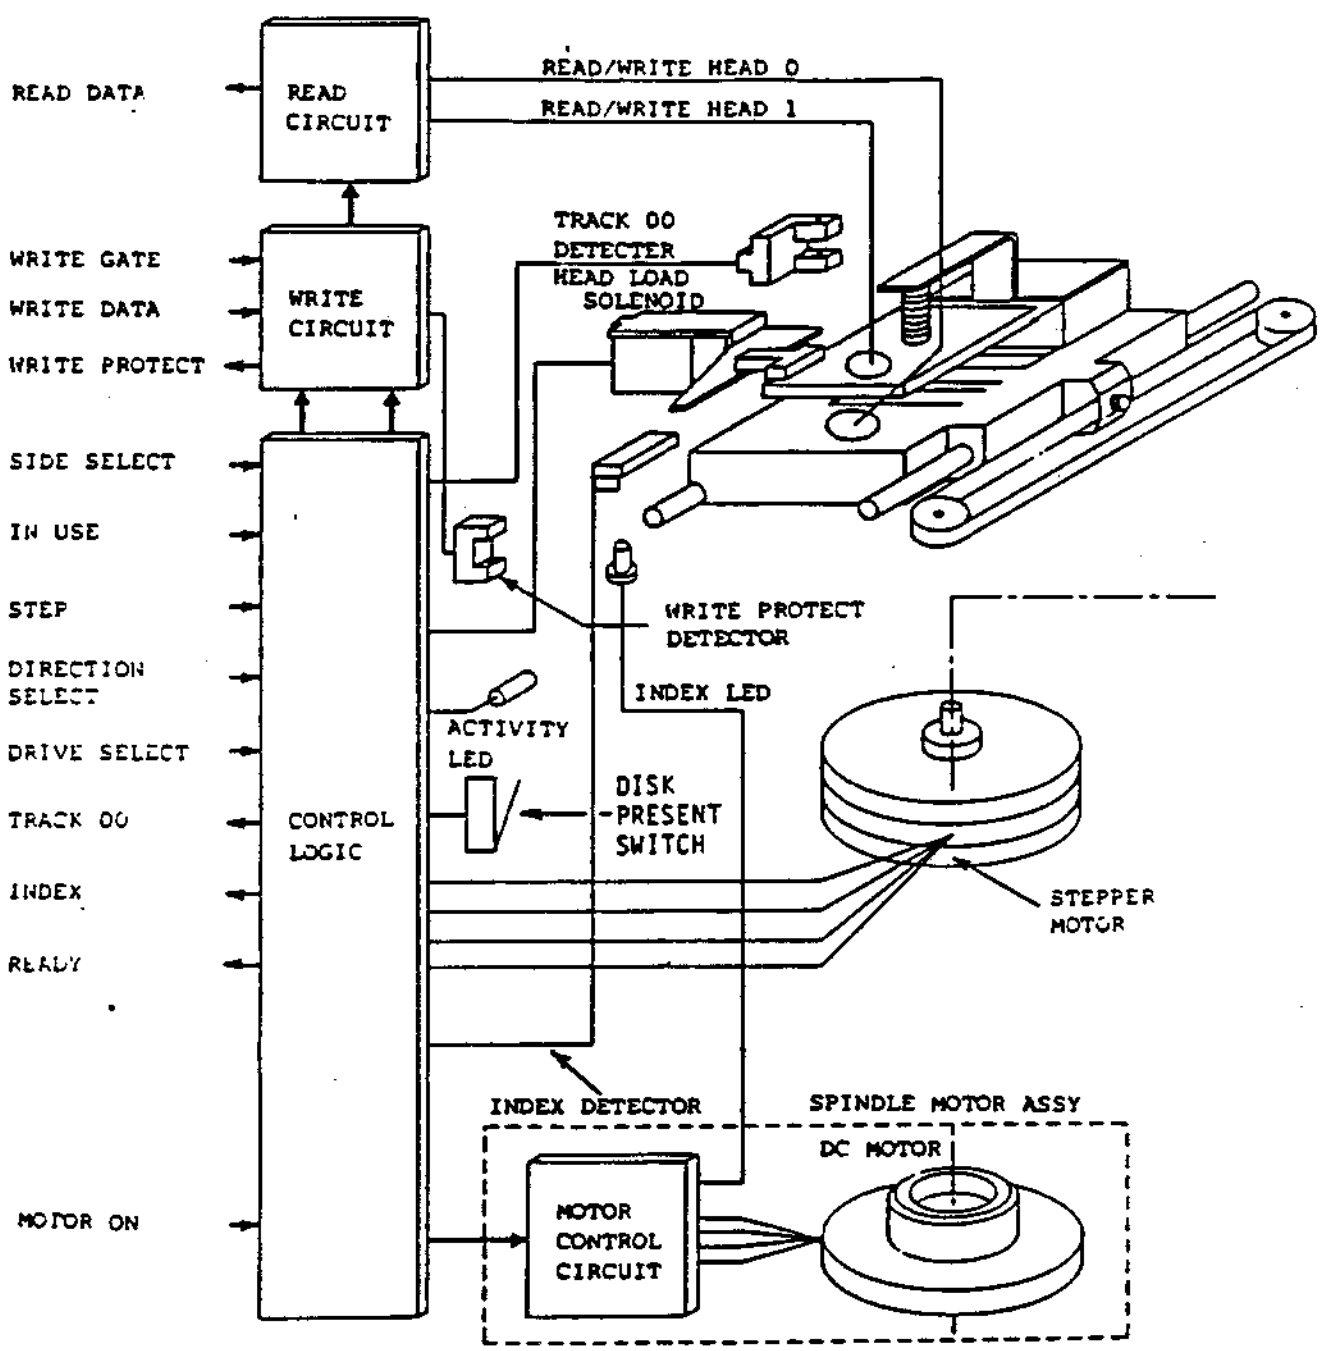 READ DATA
READ
CIRCUIT
READ/WRITE HEAD 0
READ/WRITE HEAD 1
WRITE GATE
WRITE DATA
WRITE PROTECT
WRITE
CIRCUIT
TRACK 00
DETECTER
HEAD LOAD
SOLENOID
SIDE SELECT
IN USE
STEP
DIRECTION
SELECT
DRIVE SELECT
TRACK 00
INDEX
READY
MOTOR ON
CONTROL
LOGIC
WRITE PROTECT
DETECTOR
INDEX LED
ACTIVITY
LED
DISK
PRESENT
SWITCH
STEPPER
MOTOR
INDEX DETECTOR
SPINDLE MOTOR ASSY
DC MOTOR
MOTOR
CONTROL
CIRCUIT